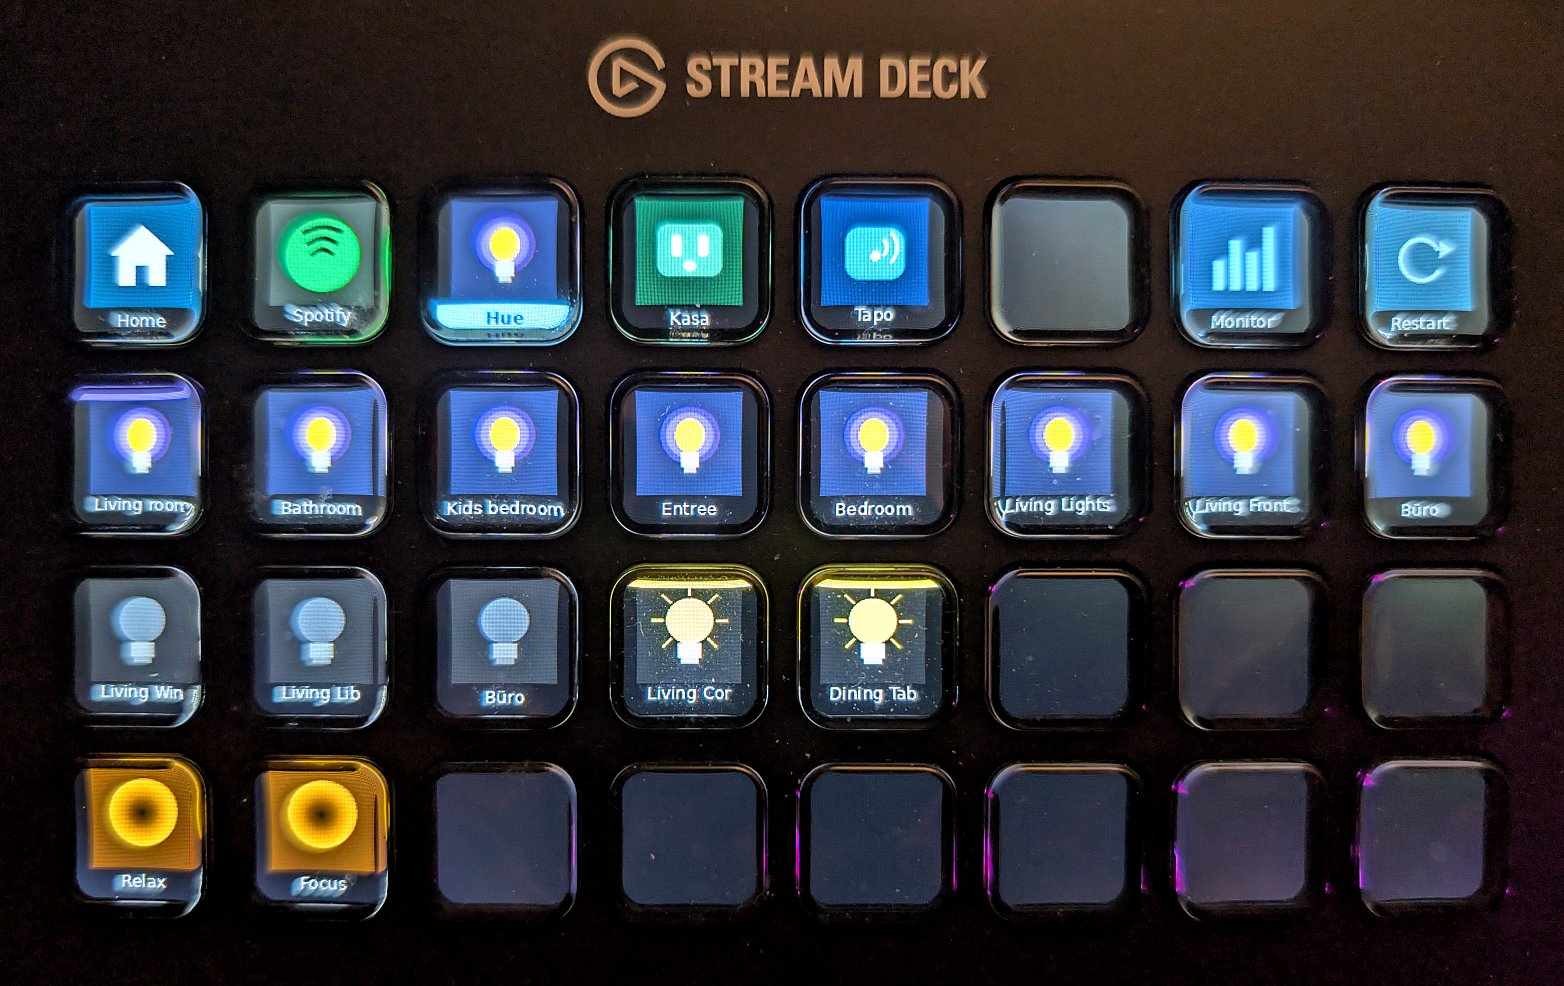 STREAM DECK
Home
Spotify
Hue
Kasa
Tapo
Monitor
Restart
Living room
Bathroom
Kids bedroom
Entree
Bedroom
Living Lights
Living Front
Büro
Living Win
Living Lib
Büro
Living Cor
Dining Tab
Relax
Focus